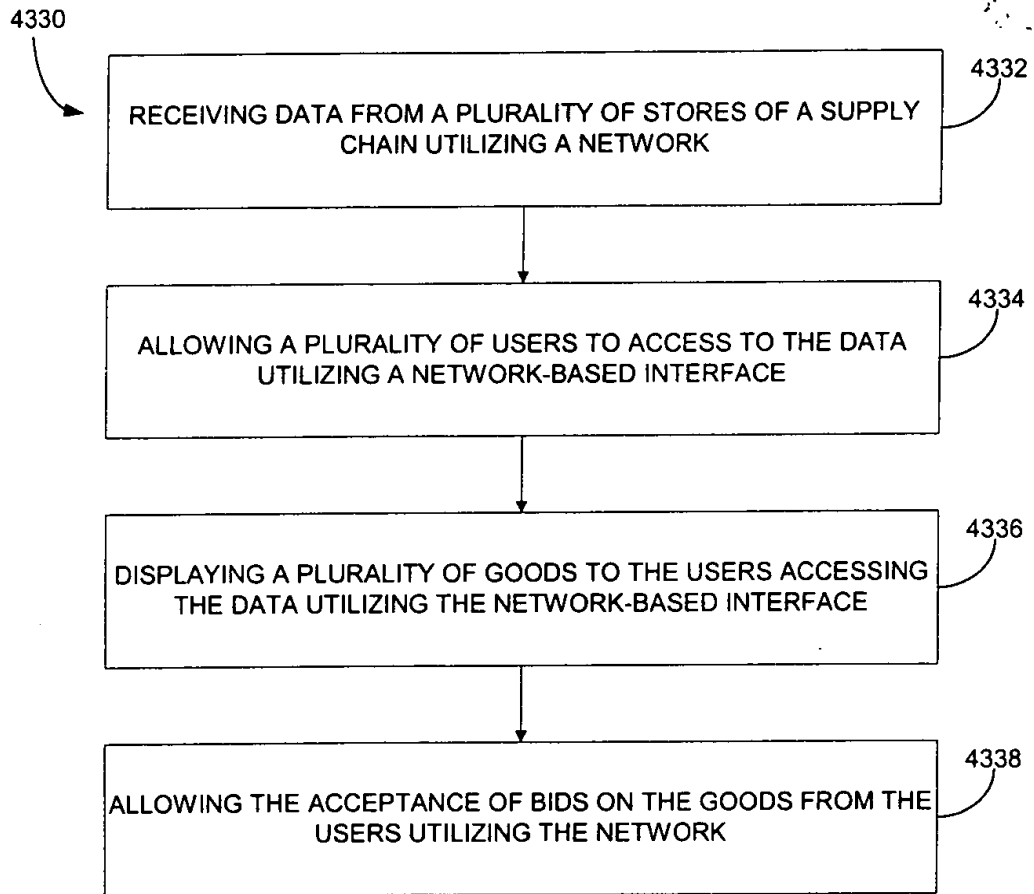 4330
4332
RECEIVING DATA FROM A PLURALITY OF STORES OF A SUPPLY
CHAIN UTILIZING A NETWORK
4334
ALLOWING A PLURALITY OF USERS TO ACCESS TO THE DATA
UTILIZING A NETWORK-BASED INTERFACE
4336
DISPLAYING A PLURALITY OF GOODS TO THE USERS ACCESSING
THE DATA UTILIZING THE NETWORK-BASED INTERFACE
4338
ALLOWING THE ACCEPTANCE OF BIDS ON THE GOODS FROM THE
USERS UTILIZING THE NETWORK